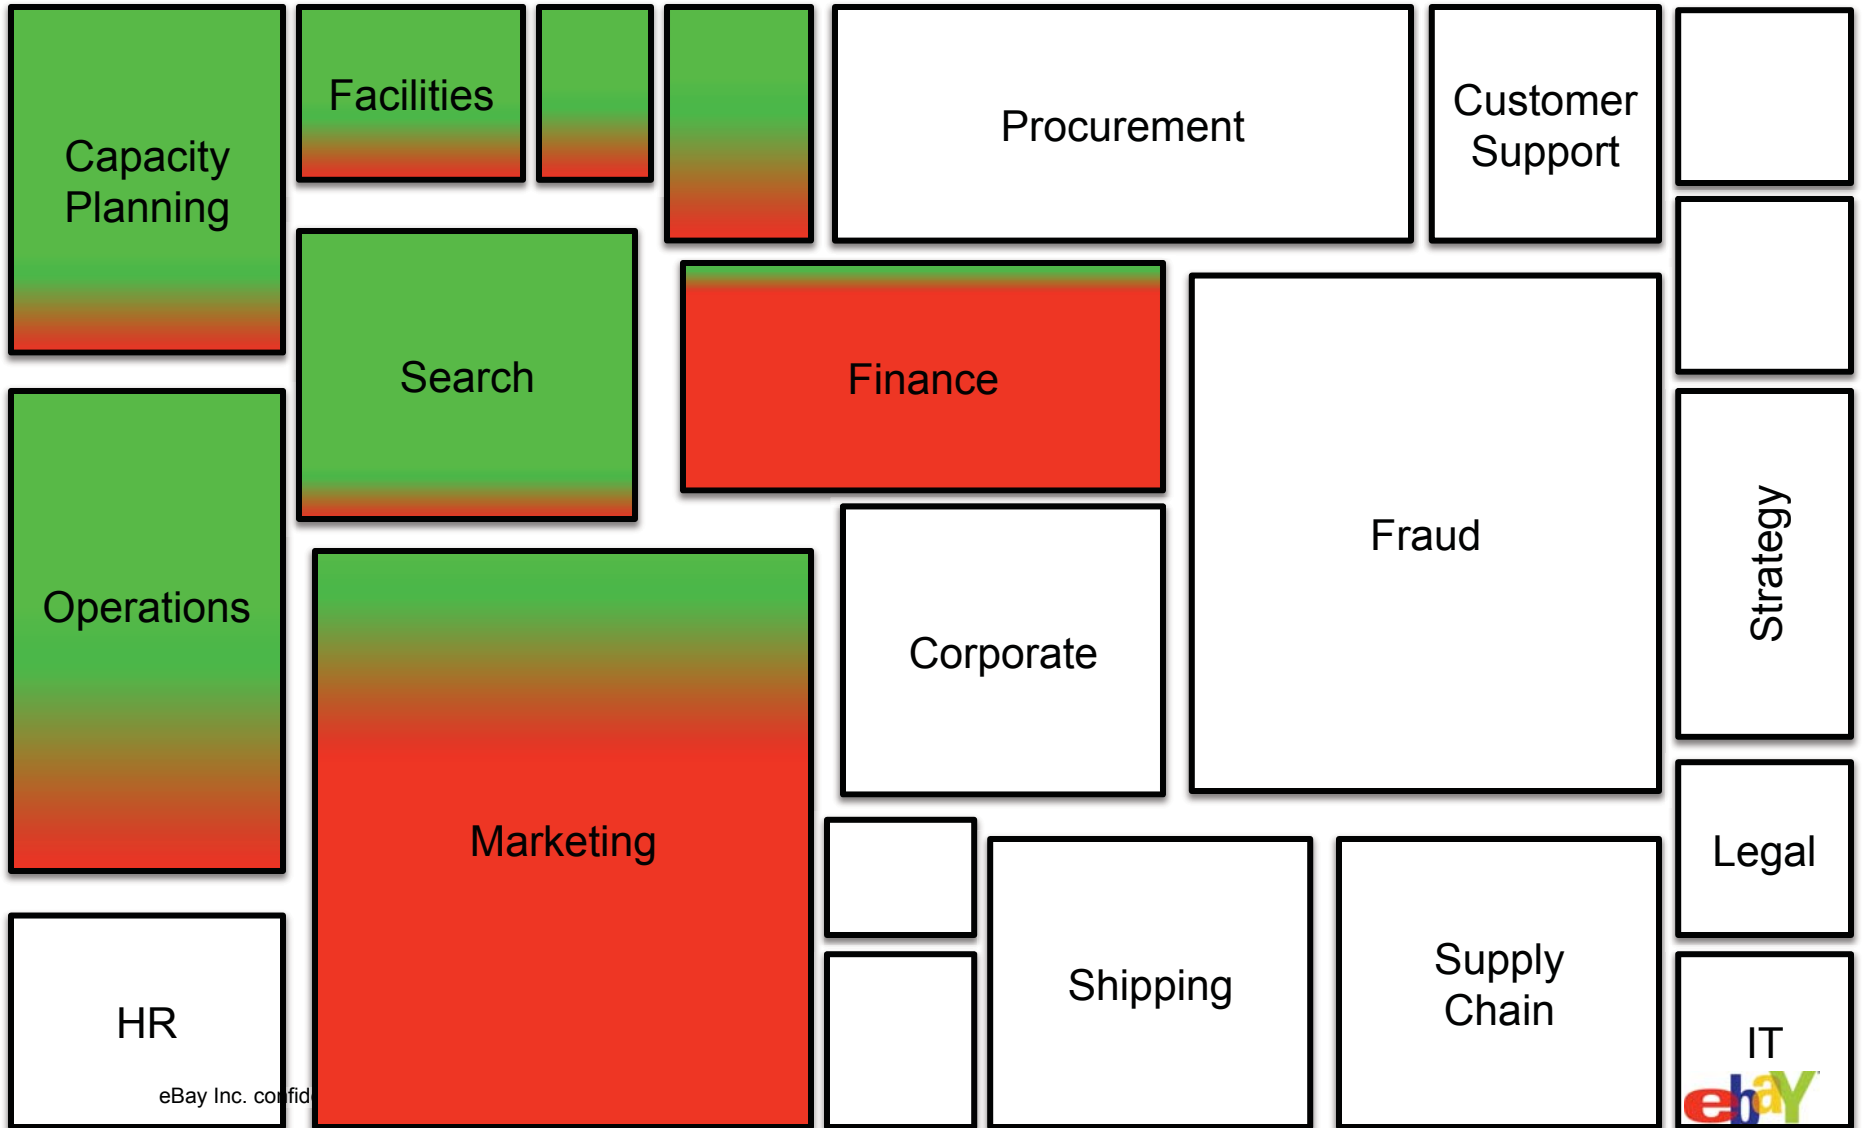 Facilities
Capacity
Planning
Procurement
Customer
Support
Search
Finance
Fraud
Strategy
Operations
Corporate
Marketing
Legal
HR
Shipping
Supply
Chain
IT
eBay Inc.
ebaY